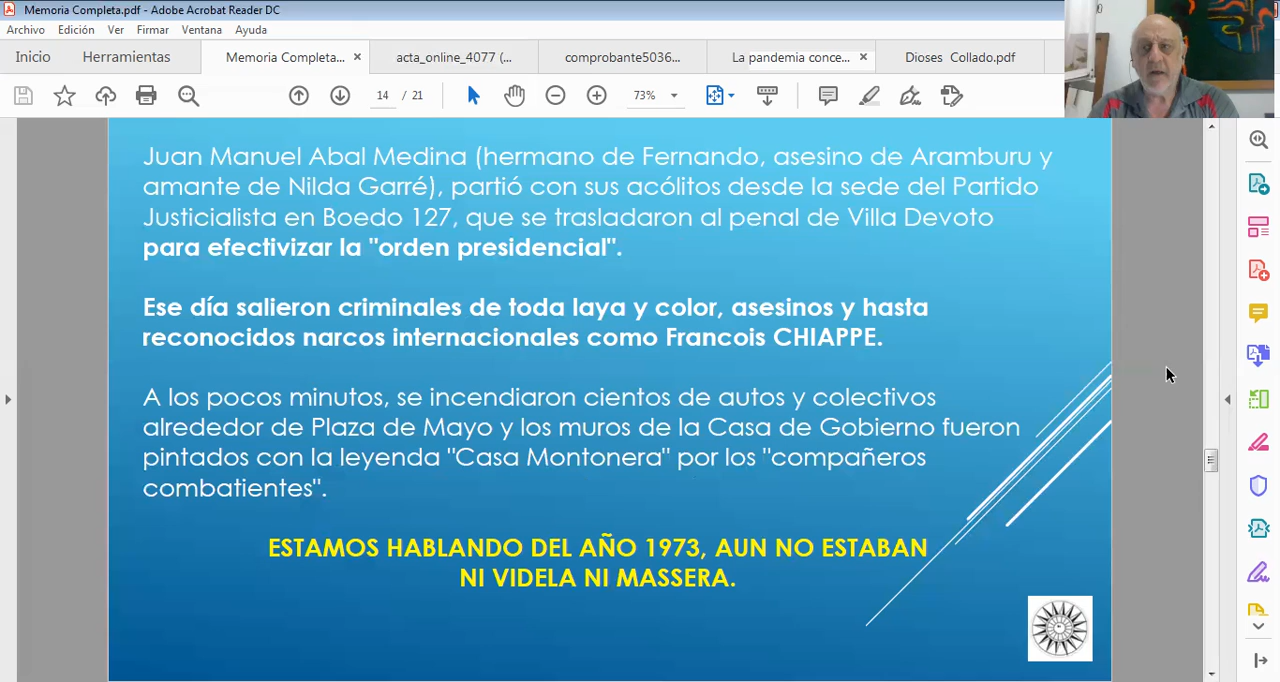 Memoria Completa.pdf - Adobe Acrobat Reader DC
Archivo Edición Ver Firmar Ventana Ayuda
Inicio Herramientas Memoria Completa... × acta_online_4077 (... comprobante5036... La pandemia conce... × Dioses Collado.pdf
14 / 21 73%
Juan Manuel Abal Medina (hermano de Fernando, asesino de Aramburu y
amante de Nilda Garré), partió con sus acólitos desde la sede del Partido
Justicialista en Boedo 127, que se trasladaron al penal de Villa Devoto
para efectivizar la "orden presidencial".
Ese día salieron criminales de toda laya y color, asesinos y hasta
reconocidos narcos internacionales como Francois CHIAPPE.
A los pocos minutos, se incendiaron cientos de autos y colectivos
alrededor de Plaza de Mayo y los muros de la Casa de Gobierno fueron
pintados con la leyenda "Casa Montonera" por los "compañeros
combatientes".
ESTAMOS HABLANDO DEL AÑO 1973, AUN NO ESTABAN
NI VIDELA NI MASSERA.